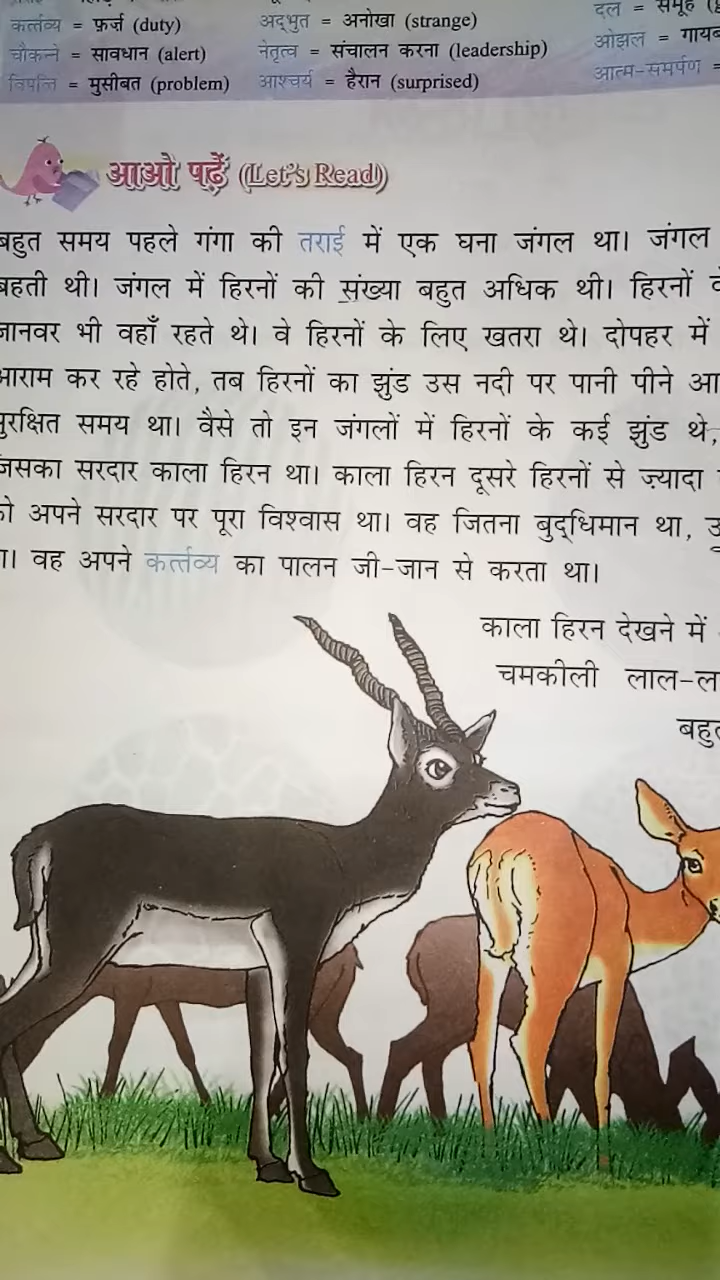 कर्त्तव्य = फ़र्ज़ (duty) अद्भुत = अनोखा (strange) दल = समूह
चौकन्ने = सावधान (alert) नेतृत्व = संचालन करना (leadership) ओझल =
विपत्ति = मुसीबत (problem) आश्चर्य = हैरान (surprised) आत्म-समर्पण =
आओ पढ़ें (Let's Read)
बहुत समय पहले गंगा की तराई में एक घना जंगल था। जंगल
बहती थी। जंगल में हिरनों की संख्या बहुत अधिक थी। हिरनों
जानवर भी वहाँ रहते थे। वे हिरनों के लिए खतरा थे। दोपहर में
आराम कर रहे होते, तब हिरनों का झुंड उस नदी पर पानी पीने
सुरक्षित समय था। वैसे तो इन जंगलों में हिरनों के कई झुंड थे,
जिसका सरदार काला हिरन था। काला हिरन दूसरे हिरनों से ज़्यादा
को अपने सरदार पर पूरा विश्वास था। वह जितना बुद्धिमान था,
वह अपने कर्त्तव्य का पालन जी-जान से करता था।
काला हिरन देखने में
चमकीली